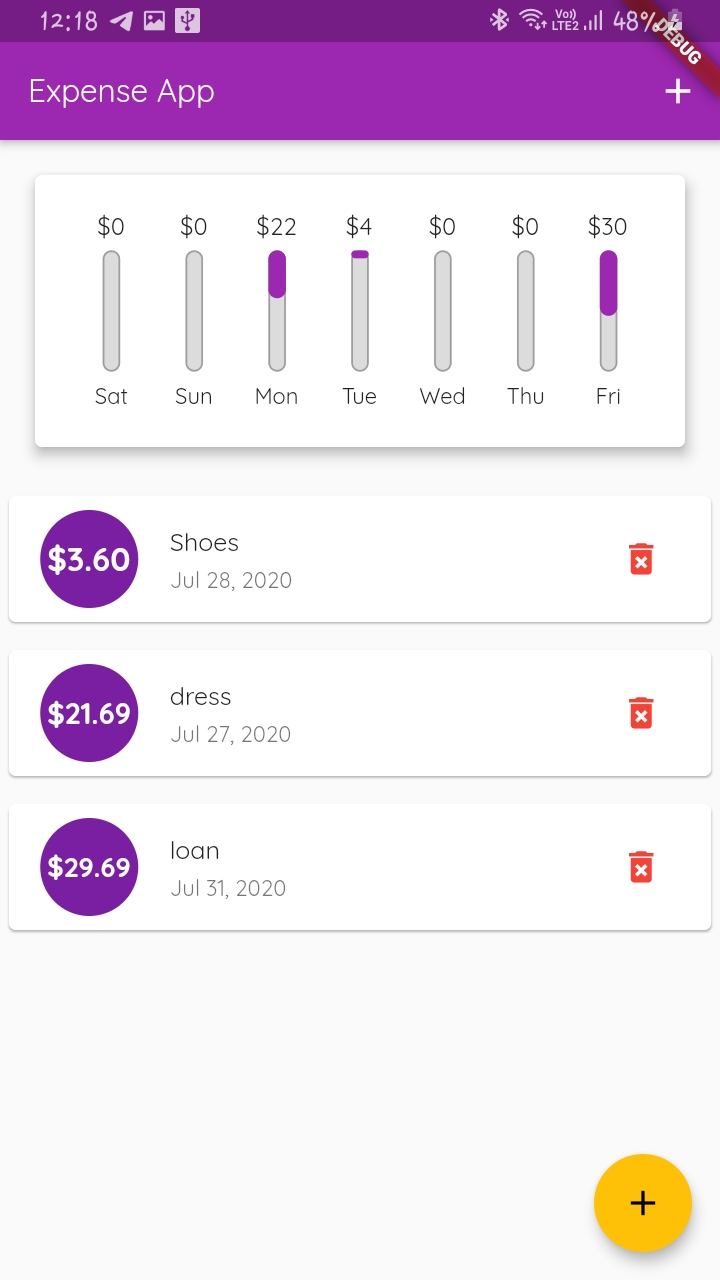 12:18 Vo)) LTE2 48%
DEBUG
Expense App
$0 $0 $22 $4 $0 $0 $30
Sat Sun Mon Tue Wed Thu Fri
$3.60
Shoes
Jul 28, 2020
$21.69
dress
Jul 27, 2020
$29.69
loan
Jul 31, 2020